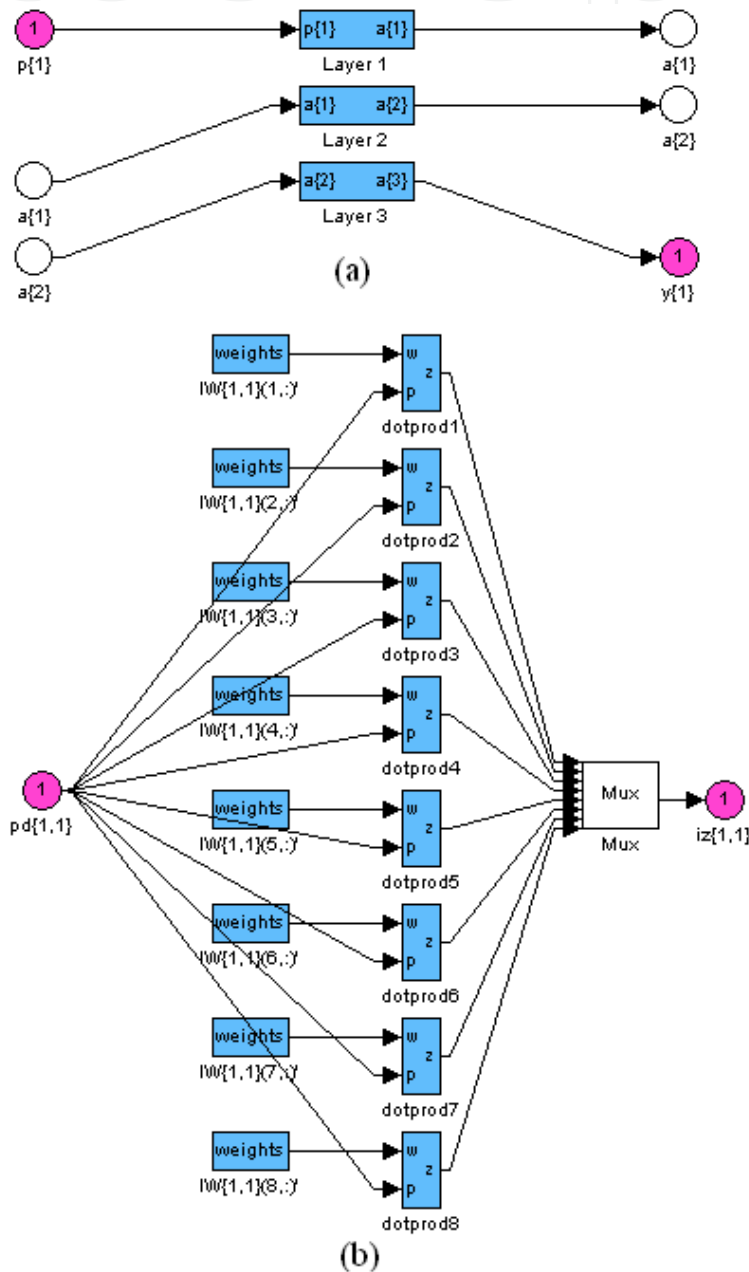 1 p{1} a{1}
p{1} Layer 1 a{1}
a{1} a{2}
Layer 2 a{2}
a{2} a{3}
a{1} Layer 3
1
a{2} (a) y{1}
weights w z p
IW{1,1}(1,:)' dotprod1
weights w z p
IW{1,1}(2,:)' dotprod2
weights w z p
IW{1,1}(3,:)' dotprod3
weights w z p
IW{1,1}(4,:)' dotprod4
1 Mux 1
pd{1,1} Mux iz{1,1}
weights w z p
IW{1,1}(5,:)' dotprod5
weights w z p
IW{1,1}(6,:)' dotprod6
weights w z p
IW{1,1}(7,:)' dotprod7
weights w z p
IW{1,1}(8,:)' dotprod8
(b)